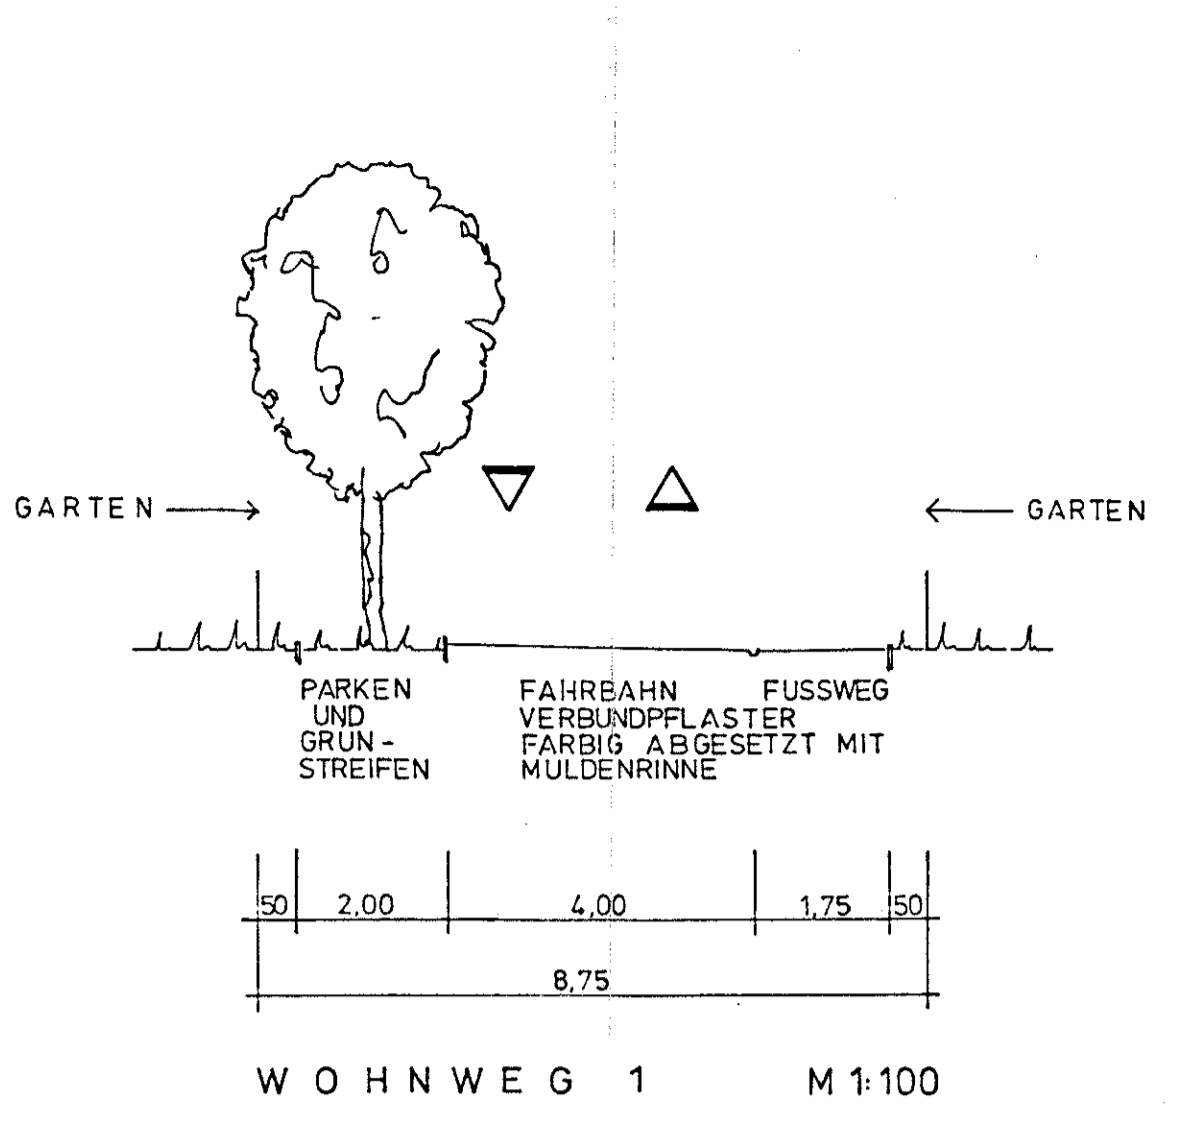 GARTEN
GARTEN
PARKEN
UND
GRÜN-
STREIFEN
FAHRBAHN FUSSWEG
VERBUNDPFLASTER
FARBIG ABGESETZT MIT
MULDENRINNE
50 2,00 4,00 1,75 50
8,75
WOHNWEG 1 M 1:100